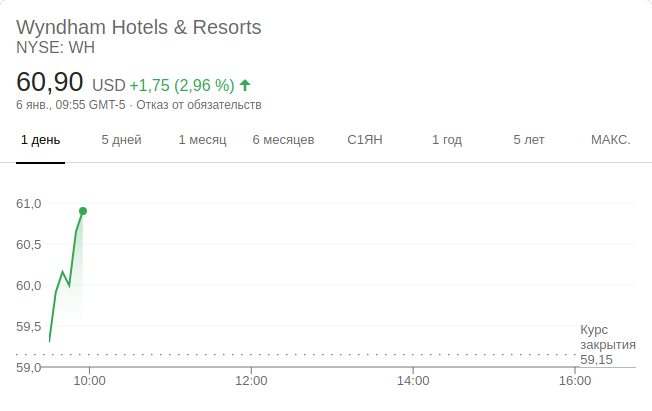 Wyndham Hotels & Resorts
NYSE: WH
60,90 USD +1,75 (2,96 %)
6 янв., 09:55 GMT-5 · Отказ от обязательств
1 день 5 дней 1 месяц 6 месяцев С1ЯН 1 год 5 лет МАКС.
61,0
60,5
60,0
59,5
Курс
закрытия
59,15
59,0
10:00 12:00 14:00 16:00